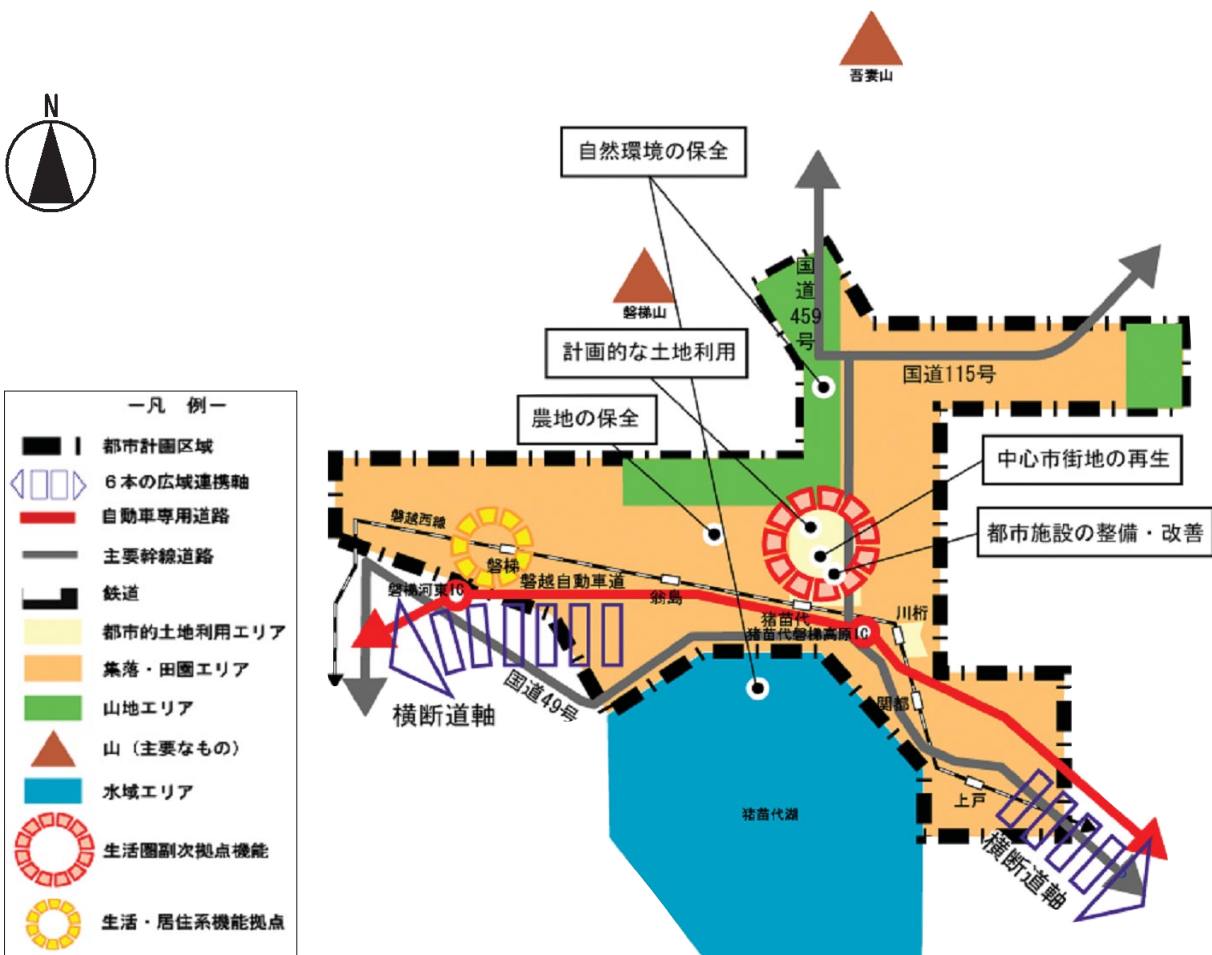 吾妻山
N
自然環境の保全
国道459号
磐梯山
計画的な土地利用
国道115号
農地の保全
中心市街地の再生
都市施設の整備・改善
磐越西線
磐梯
磐梯河東IC
磐越自動車道
翁島
猪苗代
川桁
猪苗代磐梯高原IC
国道49号
横断道軸
関都
上戸
猪苗代湖
横断道軸
－凡 例－
都市計画区域
6本の広域連携軸
自動車専用道路
主要幹線道路
鉄道
都市的土地利用エリア
集落・田園エリア
山地エリア
山（主要なもの）
水域エリア
生活圏副次拠点機能
生活・居住系機能拠点